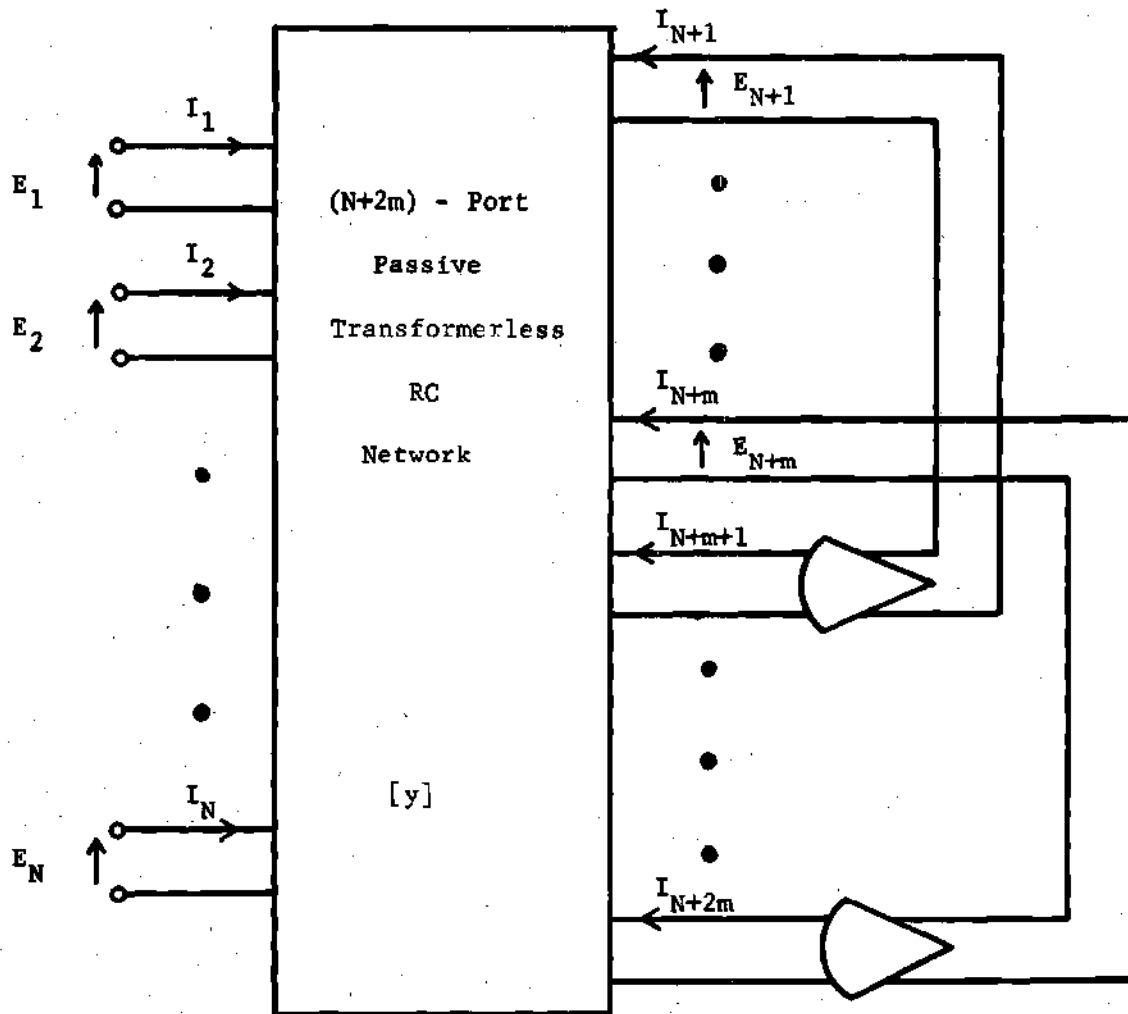 I_{N+1}
E_{N+1}
I_1
E_1
(N+2m) - Port
I_2
Passive
E_2
Transformerless
RC
I_{N+m}
Network
E_{N+m}
I_{N+m+1}
I_N
[y]
E_N
I_{N+2m}